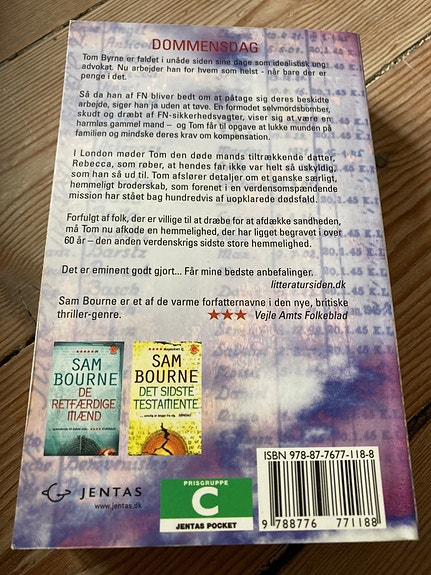 DOMMENSDAG
Tom Byrne er faldet i unåde siden sine dage som idealistisk ung
advokat. Nu arbejder han for hvem som helst - når bare der er
penge i det.
Så da han af FN bliver bedt om at påtage sig deres beskidte
arbejde, siger han ja uden at tøve. En formodet selvmordsbomber,
skudt og dræbt af FN-sikkerhedsvagter, viser sig at være en
harmløs gammel mand – og Tom får til opgave at lukke munden på
familien og mindske deres krav om kompensation.
I London møder Tom den døde mands tiltrækkende datter,
Rebecca, som røber, at hendes far ikke var helt så uskyldig,
som han så ud til. Tom afslører detaljer om et ganske særligt,
hemmeligt broderskab, som forenet i en verdensomspændende
mission har stået bag hundredvis af uopklarede dødsfald.
Forfulgt af folk, der er villige til at dræbe for at afdække sandheden,
må Tom nu afkode en hemmelighed, der har ligget begravet i over
60 år – den anden verdenskrigs sidste store hemmelighed.
Det er eminent godt gjort... Får mine bedste anbefalinger.
litteratursiden.dk
Sam Bourne er et af de varme forfatternavne i den nye, britiske
thriller-genre.
★★★ Vejle Amts Folkeblad
SAM
BOURNE
DE
RETFÆRDIGE
MÆND
SAM
BOURNE
DET SIDSTE
TESTAMENTE
JENTAS
www.jentas.dk
PRISGRUPPE
C
JENTAS POCKET
ISBN 978-87-7677-118-8
9 788776 771188